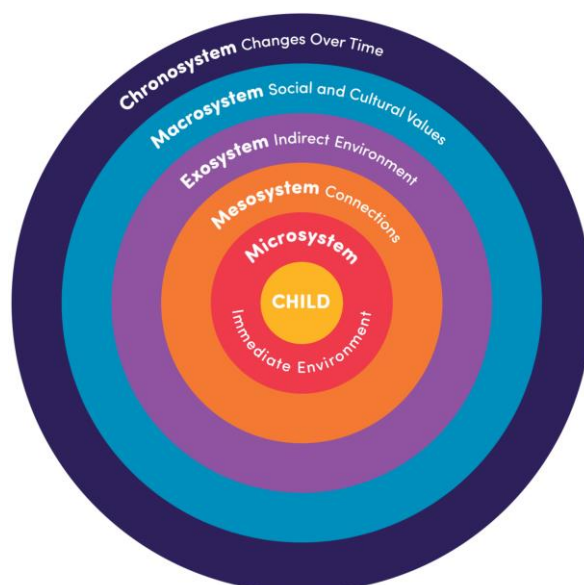 Chronosystem Changes Over Time
Macrosystem Social and Cultural Values
Exosystem Indirect Environment
Mesosystem Connections
Microsystem
CHILD
Immediate Environment